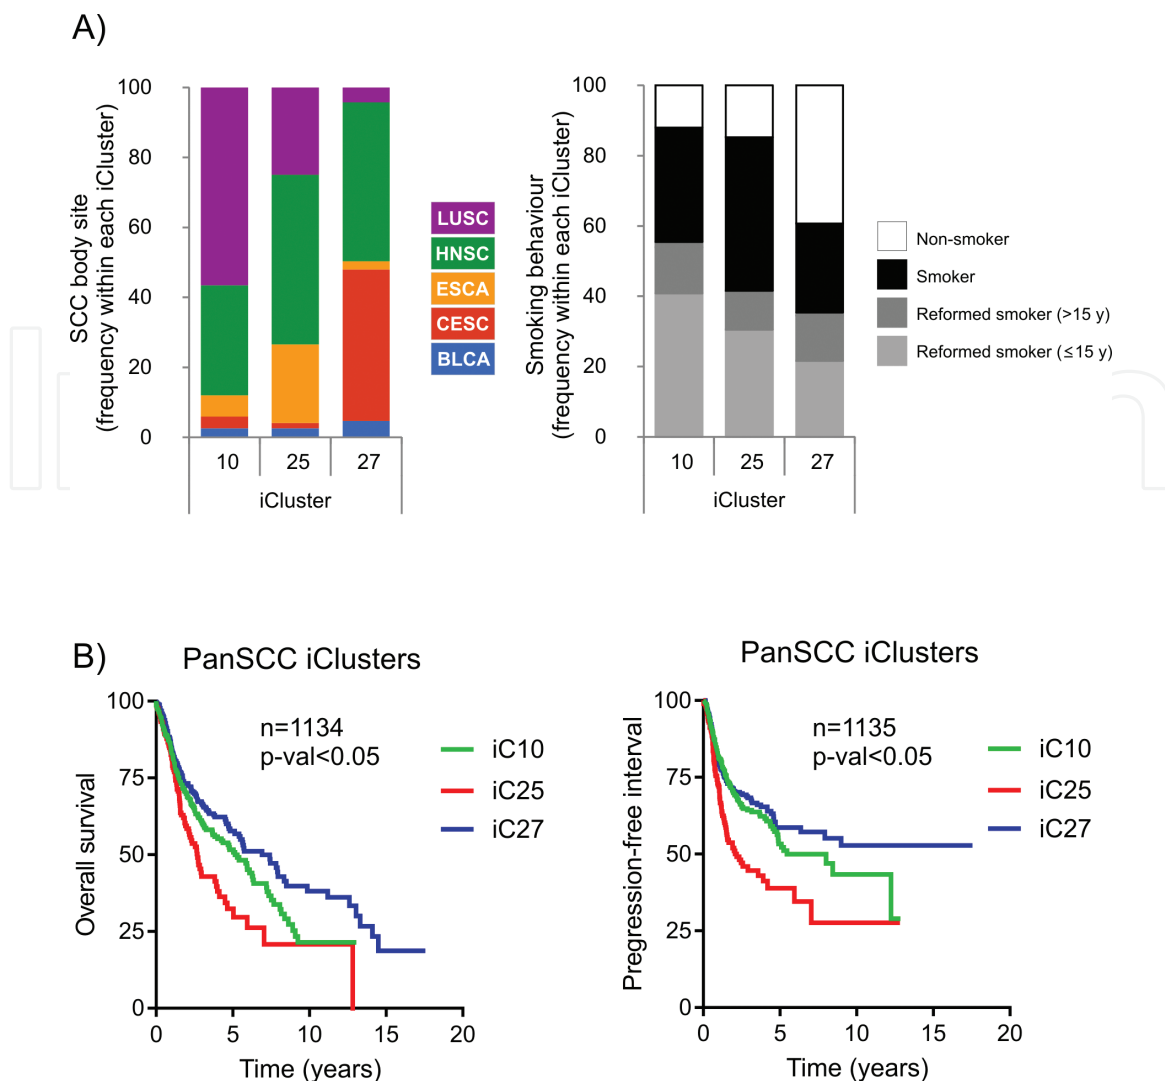 A)
SCC body site
(frequency within each iCluster)
100
80
60
40
20
0
10 25 27
iCluster
LUSC
HNSC
ESCA
CESC
BLCA
Smoking behaviour
(frequency within each iCluster)
100
80
60
40
20
0
10 25 27
iCluster
Non-smoker
Smoker
Reformed smoker (>15 y)
Reformed smoker (≤15 y)
B)
PanSCC iClusters
Overall survival
100
75
50
25
0
0 5 10 15 20
Time (years)
n=1134
p-val<0.05
iC10
iC25
iC27
PanSCC iClusters
Pregression-free interval
100
75
50
25
0
0 5 10 15 20
Time (years)
n=1135
p-val<0.05
iC10
iC25
iC27